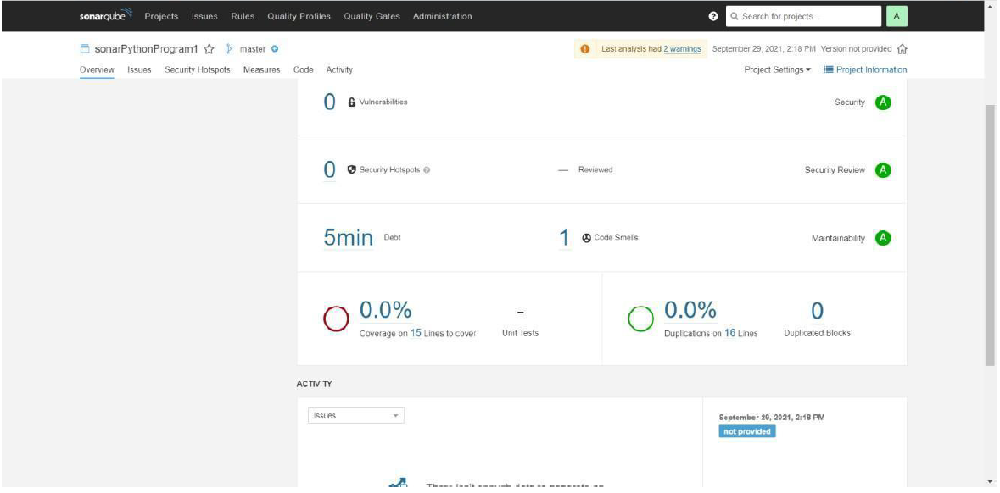 sonarqube Projects Issues Rules Quality Profiles Quality Gates Administration Search for projects... A
sonarPythonProgram1 master Last analysis had 2 warnings September 29, 2021, 2:18 PM Version not provided
Overview Issues Security Hotspots Measures Code Activity Project Settings Project Information
0 Vulnerabilities Security A
0 Security Hotspots — Reviewed Security Review A
5min Debt 1 Code Smells Maintainability A
0.0% - 0.0% 0
Coverage on 15 Lines to cover Unit Tests Duplications on 16 Lines Duplicated Blocks
ACTIVITY
Issues September 29, 2021, 2:18 PM
not provided
There isn't enough data to generate an